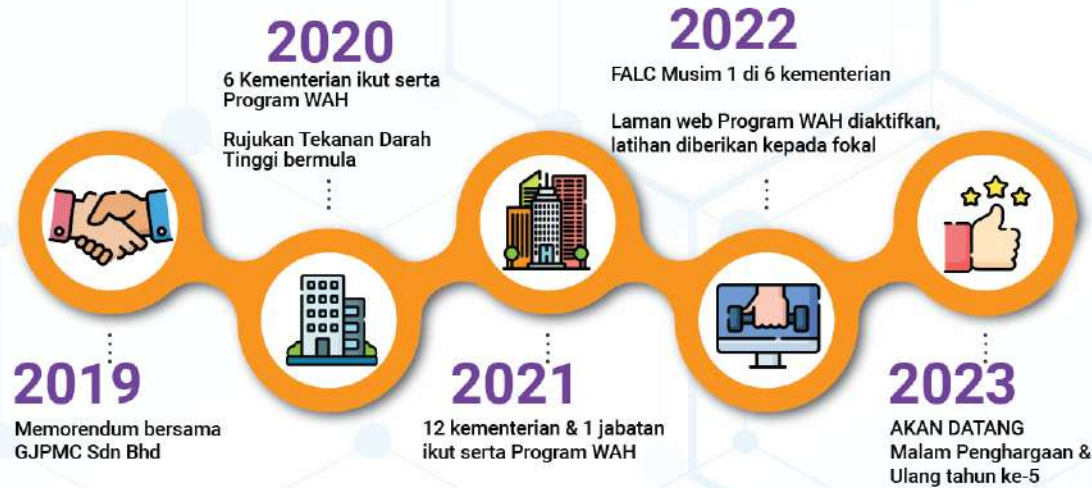 2019
Memorendum bersama
GJPMC Sdn Bhd
2020
6 Kementerian ikut serta
Program WAH
Rujukan Tekanan Darah
Tinggi bermula
2021
12 kementerian & 1 jabatan
ikut serta Program WAH
2022
FALC Musim 1 di 6 kementerian
Laman web Program WAH diaktifkan,
latihan diberikan kepada fokal
2023
AKAN DATANG
Malam Penghargaan &
Ulang tahun ke-5